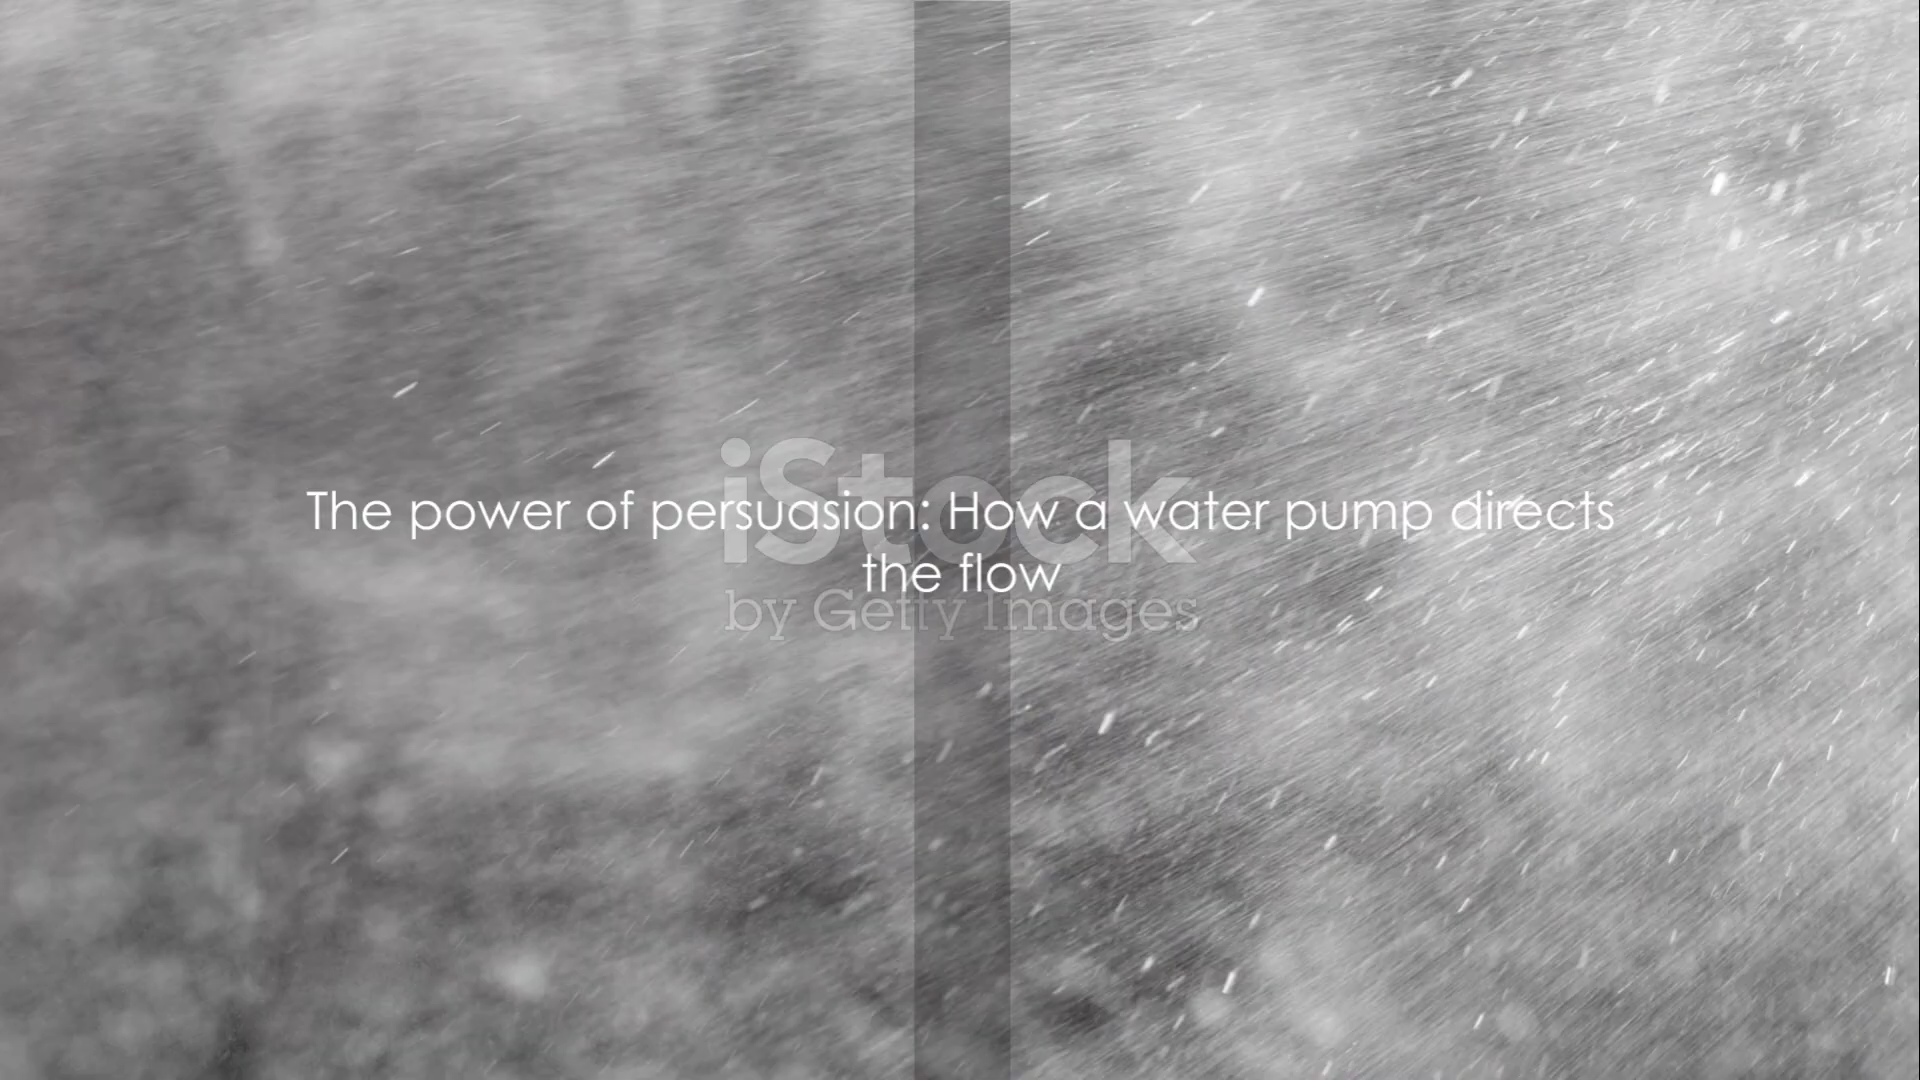 The power of persuasion: How a water pump directs
the flow
iStock
by Getty Images